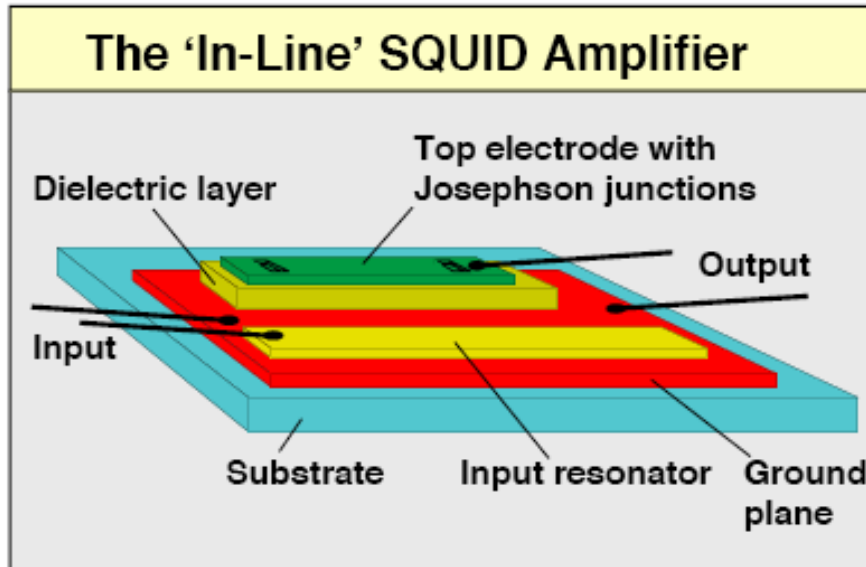 The 'In-Line' SQUID Amplifier
Top electrode with
Josephson junctions
Dielectric layer
Output
Input
Substrate
Input resonator
Ground
plane